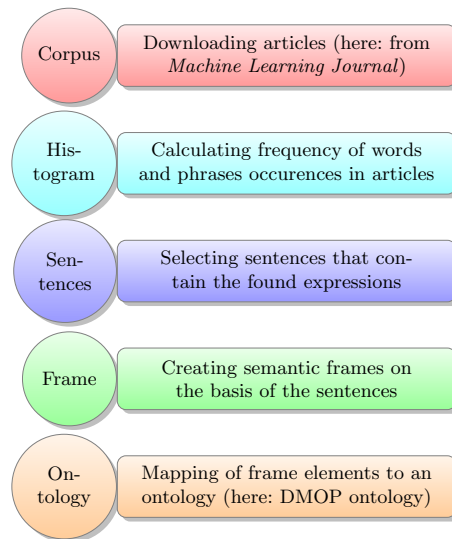 Corpus
Downloading articles (here: from
Machine Learning Journal)
His-
togram
Calculating frequency of words
and phrases occurences in articles
Sen-
tences
Selecting sentences that con-
tain the found expressions
Frame
Creating semantic frames on
the basis of the sentences
On-
tology
Mapping of frame elements to an
ontology (here: DMOP ontology)